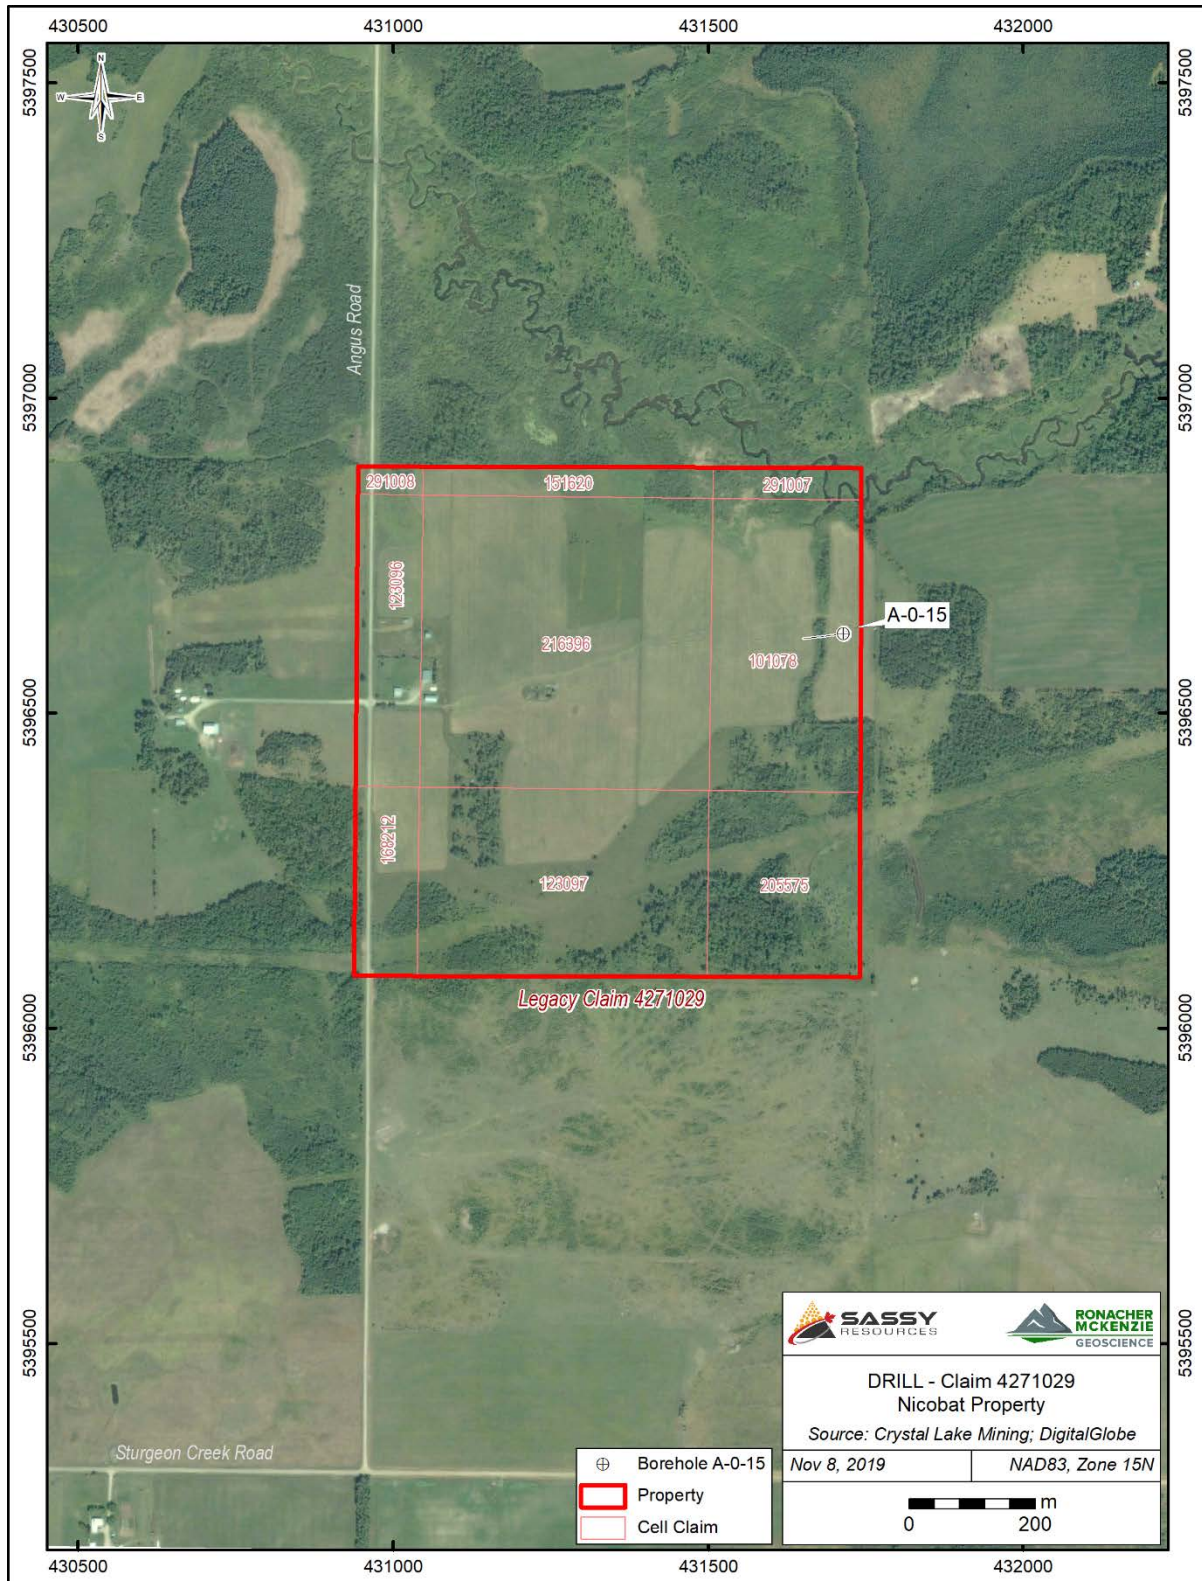 430500 431000 431500 432000
5397500 5397500
N
W E
S
Angus Road
5397000 5397000
291008 151620 291007
123096
A-0-15
216396
101078
5396500 5396500
168212
123097 205575
Legacy Claim 4271029
5396000 5396000
5395500 5395500
SASSY
RESOURCES
RONACHER
MCKENZIE
GEOSCIENCE
DRILL - Claim 4271029
Nicobat Property
Source: Crystal Lake Mining; DigitalGlobe
Nov 8, 2019 NAD83, Zone 15N
m
0 200
Sturgeon Creek Road
Borehole A-0-15
Property
Cell Claim
430500 431000 431500 432000